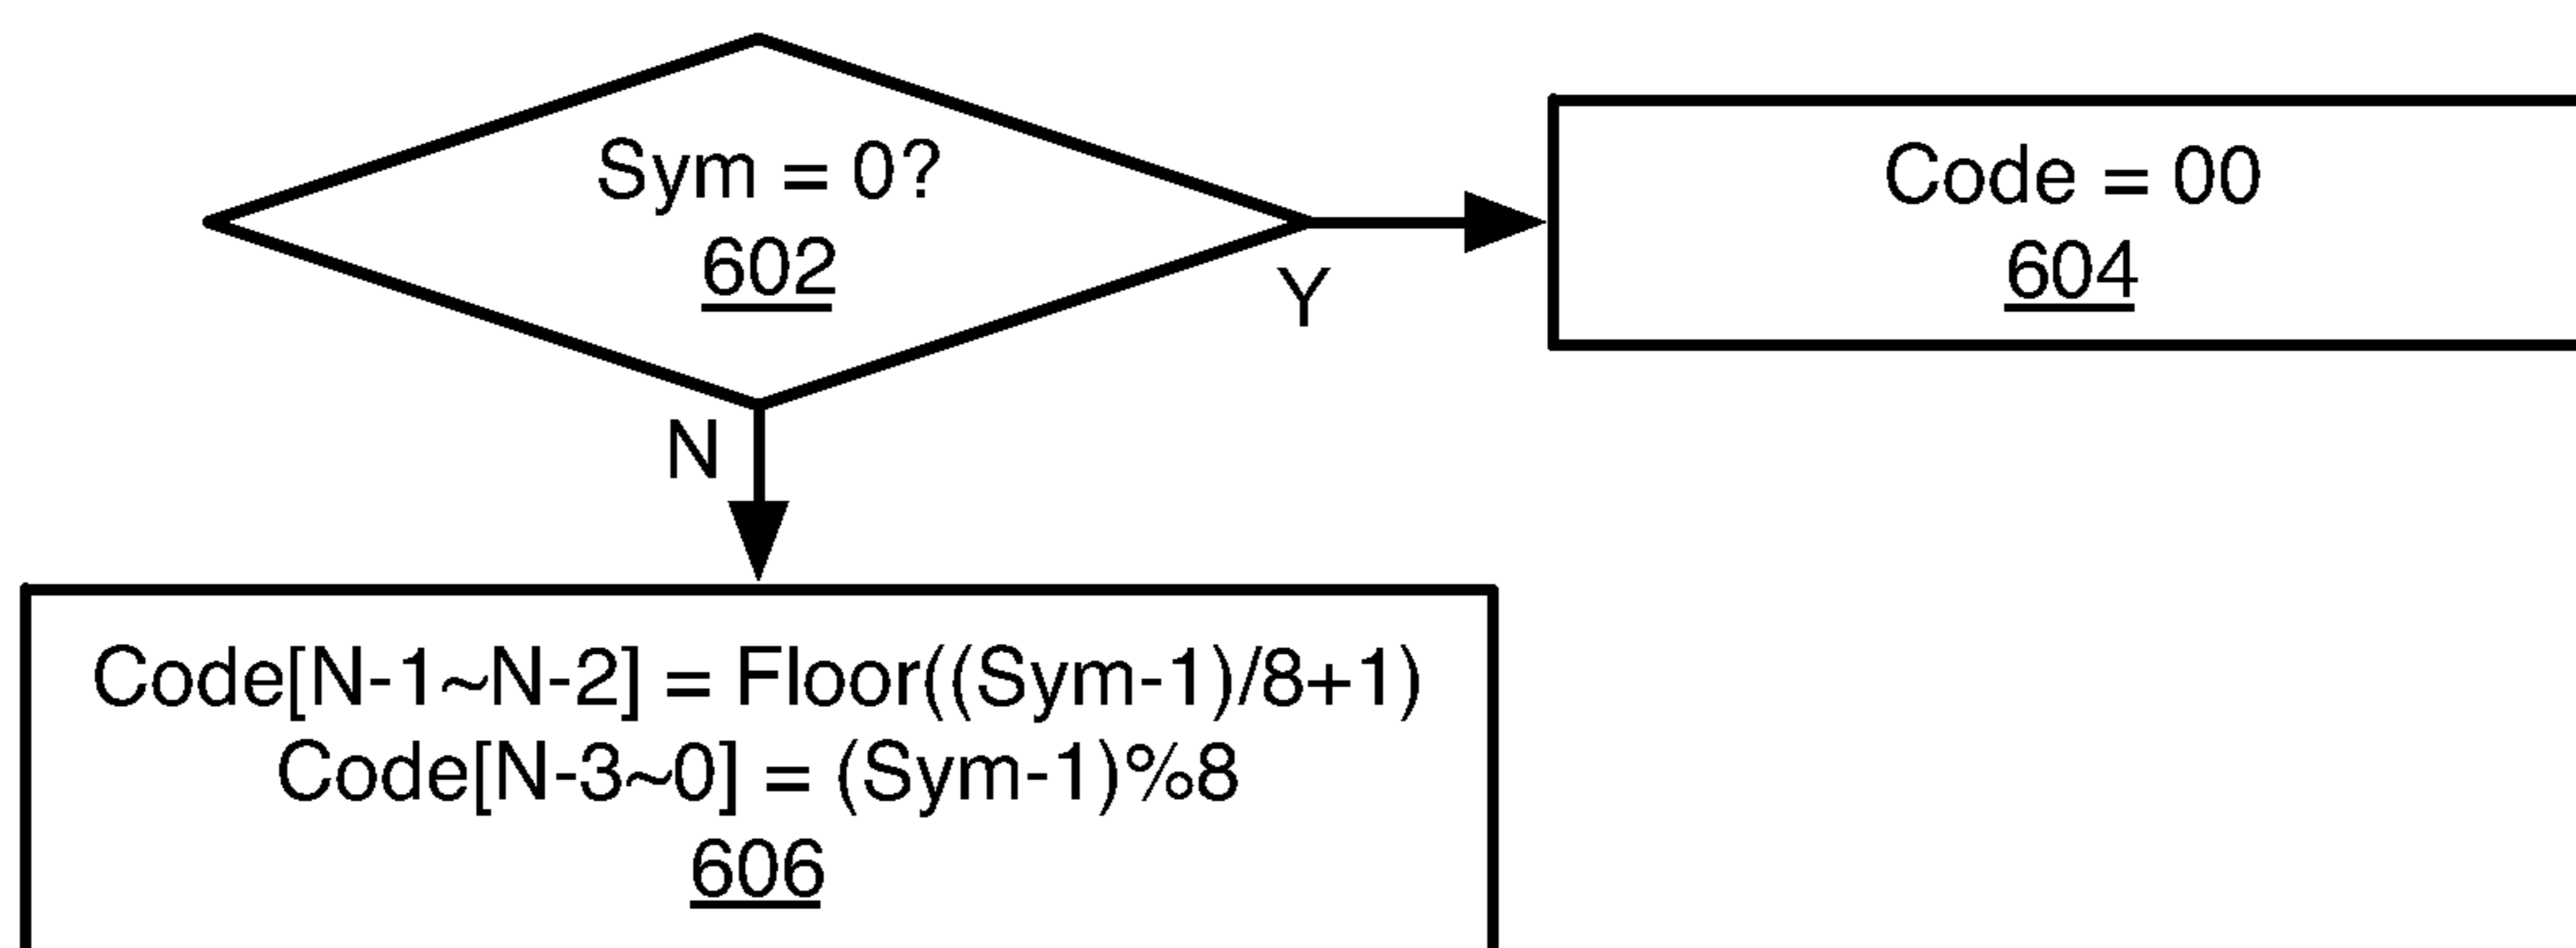 Sym = 0?
602
Y
Code = 00
604
N
Code[N-1~N-2] = Floor((Sym-1)/8+1)
Code[N-3~0] = (Sym-1)%8
606